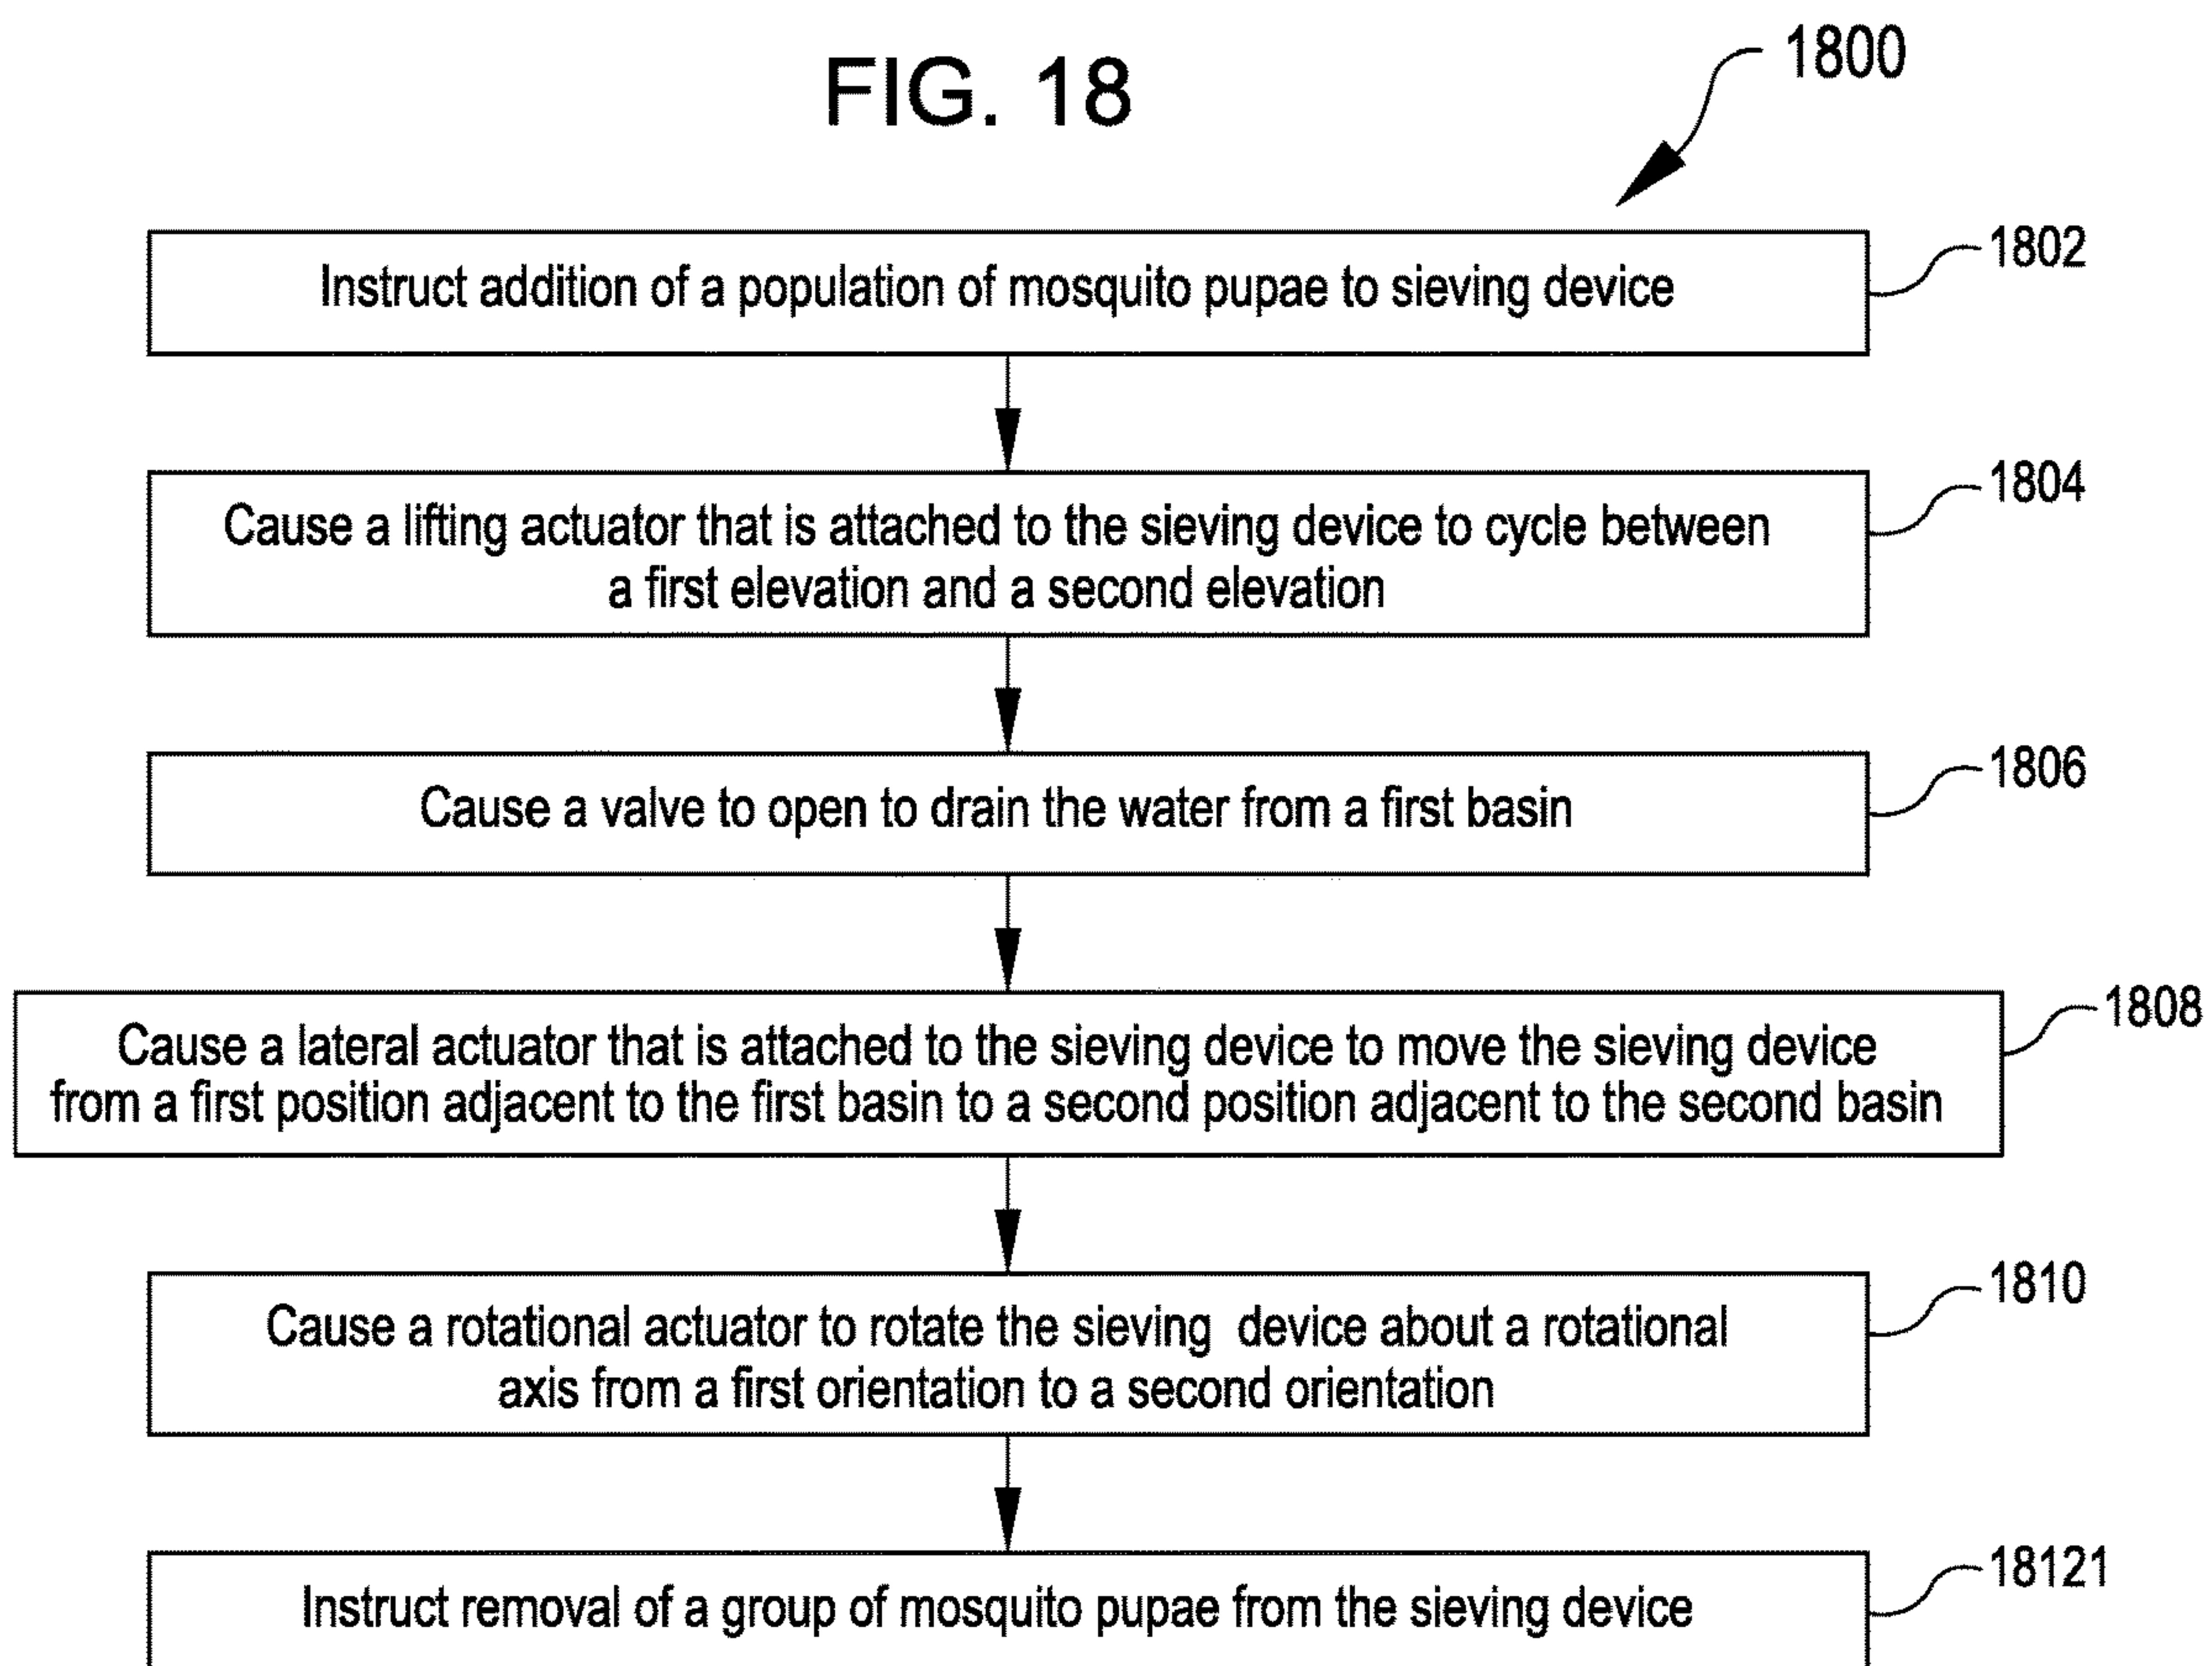 FIG. 18
1800
Instruct addition of a population of mosquito pupae to sieving device
1802
Cause a lifting actuator that is attached to the sieving device to cycle between
a first elevation and a second elevation
1804
Cause a valve to open to drain the water from a first basin
1806
Cause a lateral actuator that is attached to the sieving device to move the sieving device
from a first position adjacent to the first basin to a second position adjacent to the second basin
1808
Cause a rotational actuator to rotate the sieving device about a rotational
axis from a first orientation to a second orientation
1810
Instruct removal of a group of mosquito pupae from the sieving device
18121